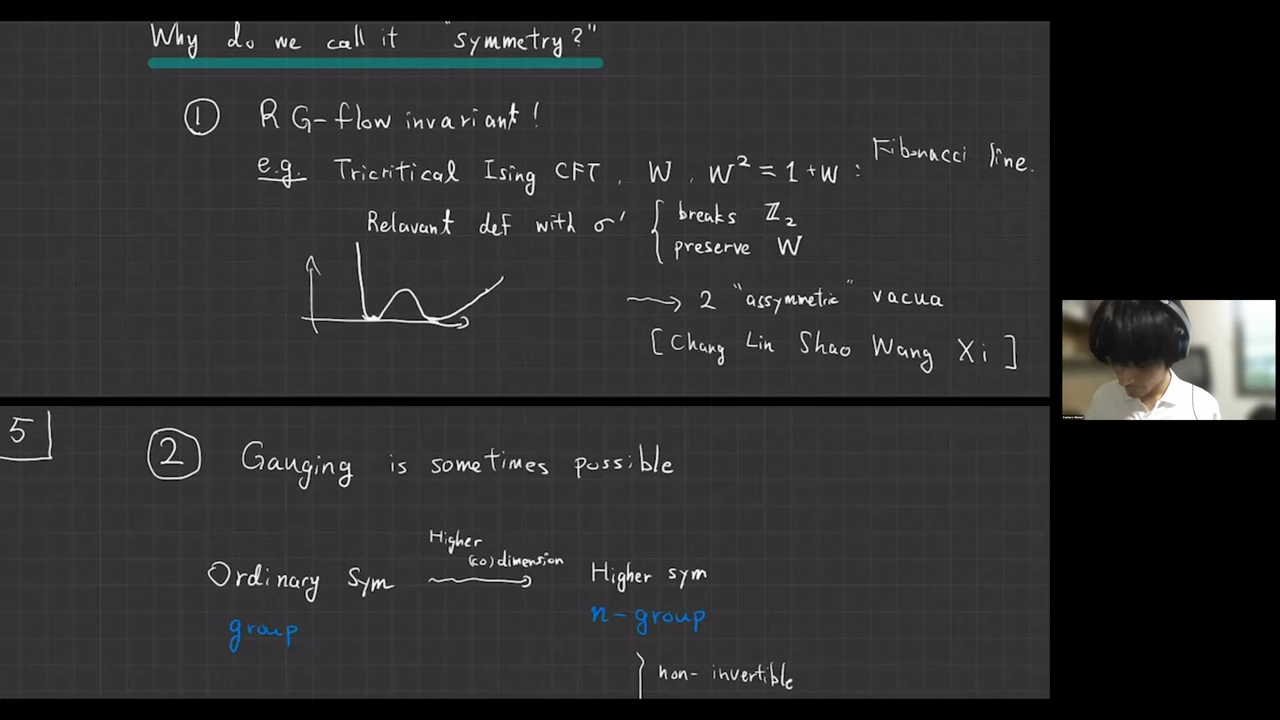 Why do we call it "symmetry?"
① RG-flow invariant!
e.g. Tricritical Ising CFT, W, W² = 1+W : Fibonacci line.
Relavant def with σ' { breaks ℤ₂
preserve W
⟶ 2 "assymmetric" vacua
[Chang Lin Shao Wang Xi]
5
② Gauging is sometimes possible
Higher
(co)dimension
Ordinary Sym ⟶ Higher sym
group n-group
non-invertible